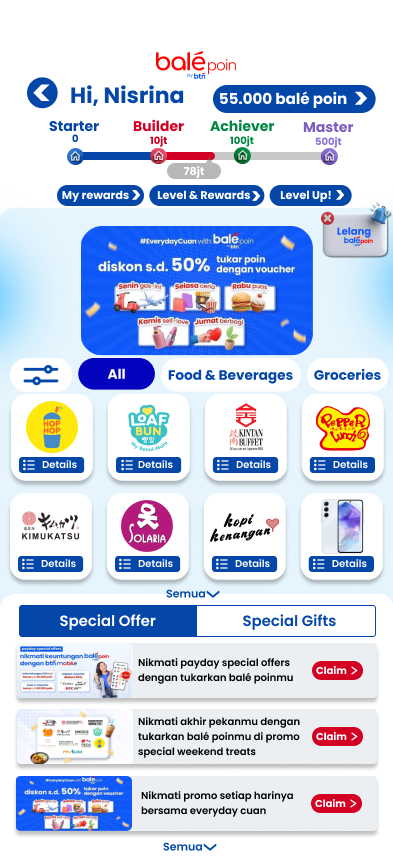 balé poin
by btn
Hi, Nisrina
55.000 balé poin
Starter
0
Builder
10jt
Achiever
100jt
Master
500jt
78jt
My rewards
Level & Rewards
Level Up!
Lelang
balé poin
#EverydayCuan with balé poin
by btn
diskon s.d. 50% tukar poin
dengan voucher
Senin gas-ist
Selasa ceria
Rabu puas
Kamis self-love
Jumat berbagi
All
Food & Beverages
Groceries
HOP
HOP
LOAF
BUN
My Seoul-Mate
KINTAN
BUFFET
PEPPER
LUNCH
Details
Details
Details
Details
KIMUKATSU
SOLARIA
kopi
kenangan
Details
Details
Details
Details
Semua
Special Offer
Special Gifts
payday special offers
nikmati keuntungan balé poin
dengan btn mobile
Nikmati payday special offers
dengan tukarkan balé poinmu
Claim
Nikmati akhir pekanmu dengan
tukarkan balé poinmu di promo
special weekend treats
Claim
#EverydayCuan with balé poin
diskon s.d. 50% tukar poin
dengan voucher
Nikmati promo setiap harinya
bersama everyday cuan
Claim
Semua